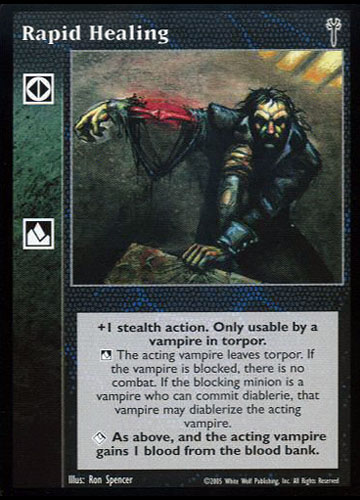 Rapid Healing
+1 stealth action. Only usable by a
vampire in torpor.
The acting vampire leaves torpor. If
the vampire is blocked, there is no
combat. If the blocking minion is a
vampire who can commit diablerie, that
vampire may diablerize the acting
vampire.
As above, and the acting vampire
gains 1 blood from the blood bank.
Illus: Ron Spencer
©2005 White Wolf Publishing, Inc. All Rights Reserved